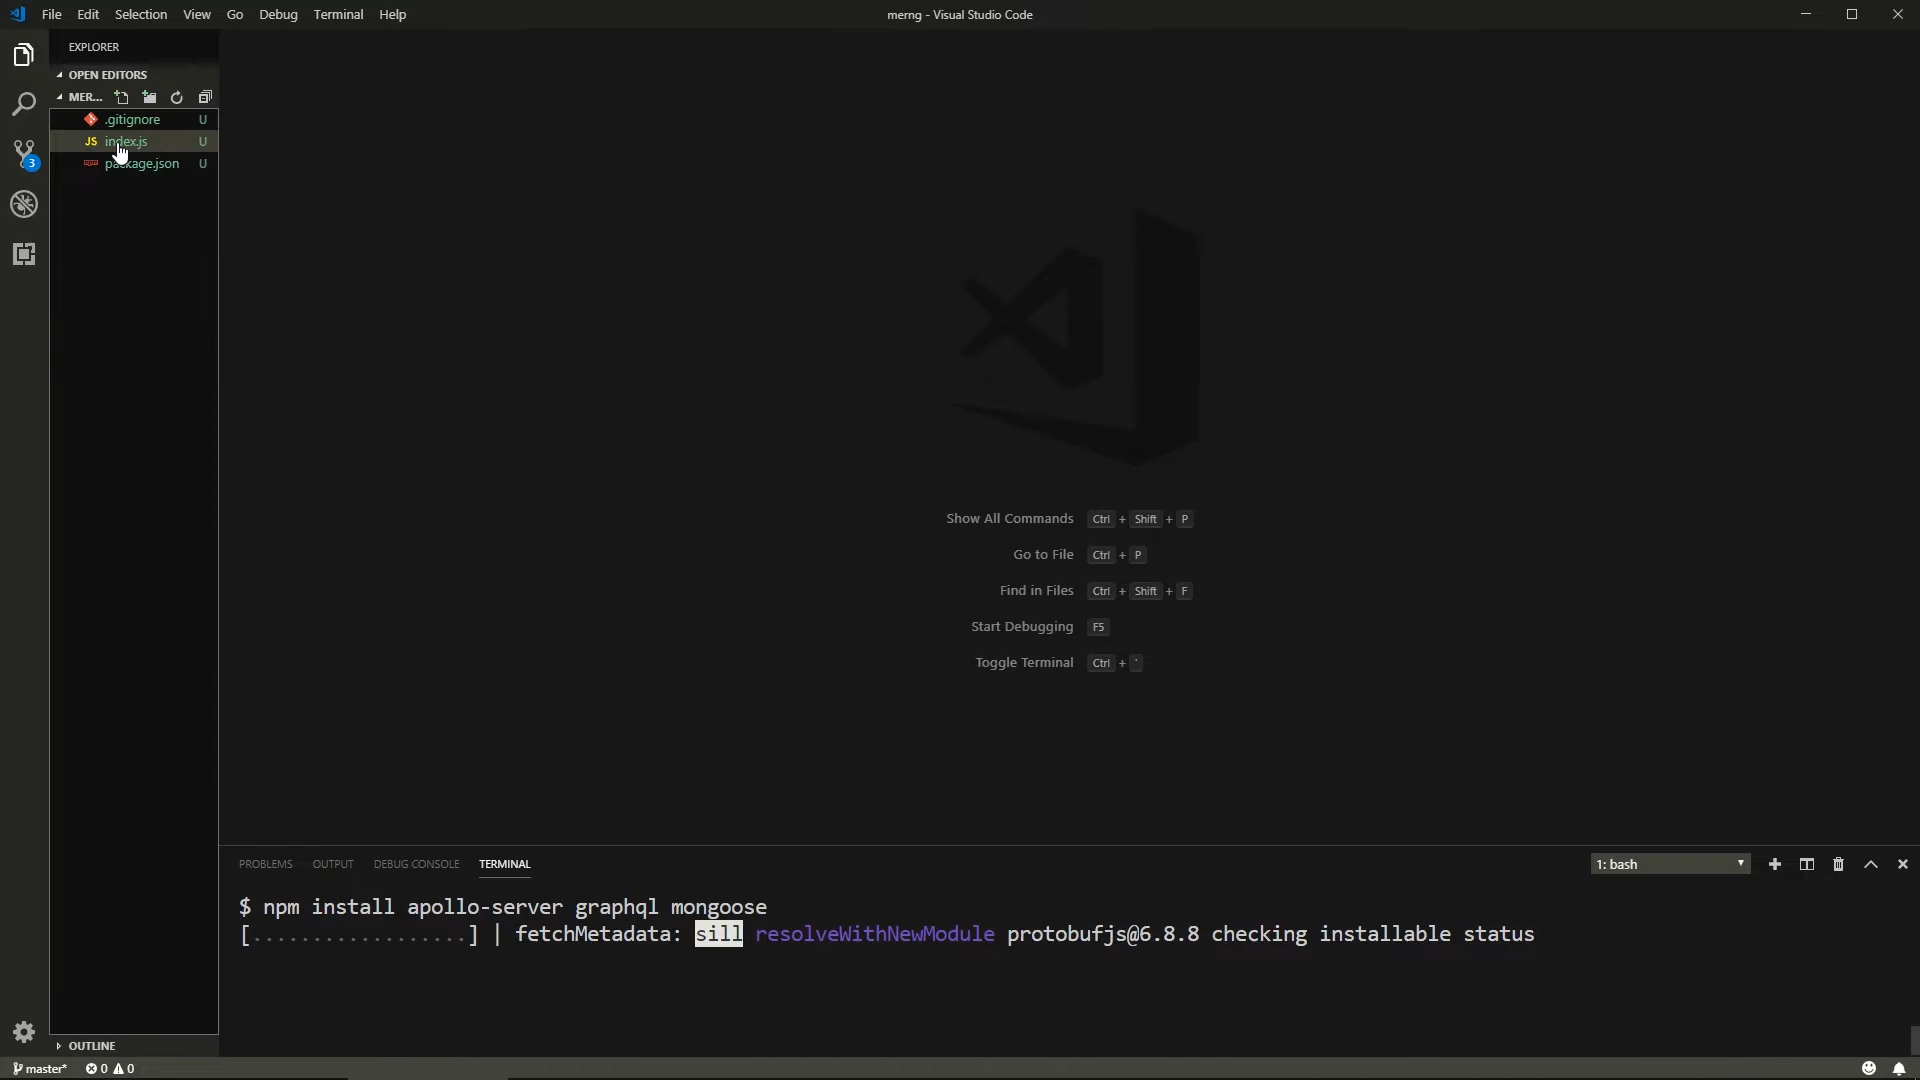 File Edit Selection View Go Debug Terminal Help
merng - Visual Studio Code
EXPLORER
OPEN EDITORS
MER...
.gitignore U
JS index.js U
package.json U
3
Show All Commands Ctrl + Shift + P
Go to File Ctrl + P
Find in Files Ctrl + Shift + F
Start Debugging F5
Toggle Terminal Ctrl + '
PROBLEMS OUTPUT DEBUG CONSOLE TERMINAL
1: bash
$ npm install apollo-server graphql mongoose
[..................] | fetchMetadata: sill resolveWithNewModule protobufjs@6.8.8 checking installable status
OUTLINE
master* 0 0